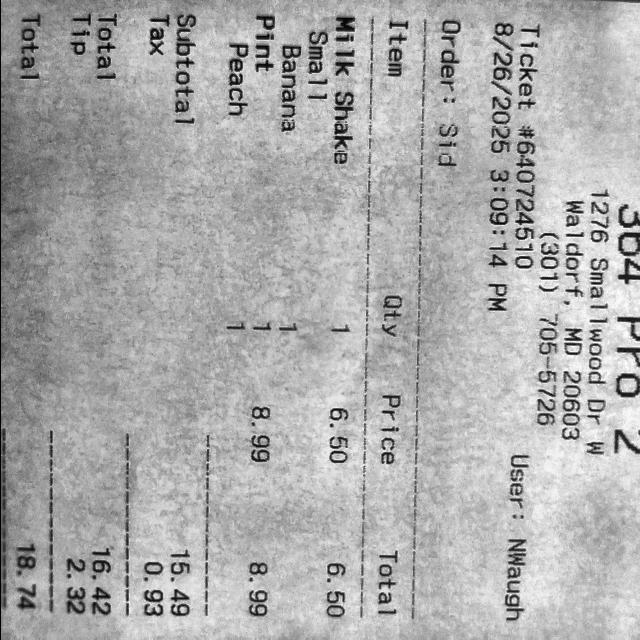 Pro 2
1276 Smallwood Dr W
Waldorf, MD 20603
(301) 705-5726
Ticket #640724510 User: NWaugh
8/26/2025 3:09:14 PM
Order: Sid
Item Qty Price Total
Milk Shake 1 6.50 6.50
Small
Banana 1
Pint 1 8.99 8.99
Peach 1
Subtotal 15.49
Tax 0.93
Total 16.42
Tip 2.32
Total 18.74